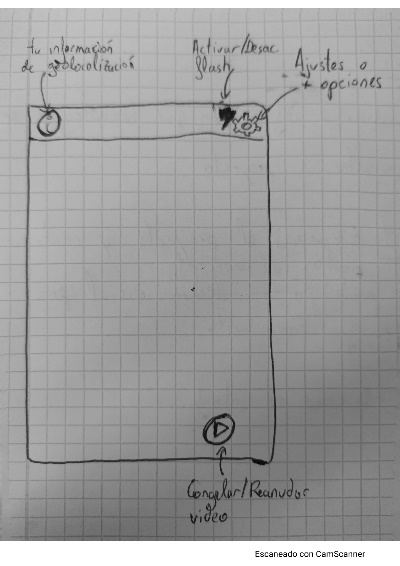 tu información
de geolocalización
Activar/Desac
flash
Ajustes o
+ opciones
i
Congelar/Reanudar
video
Escaneado con CamScanner